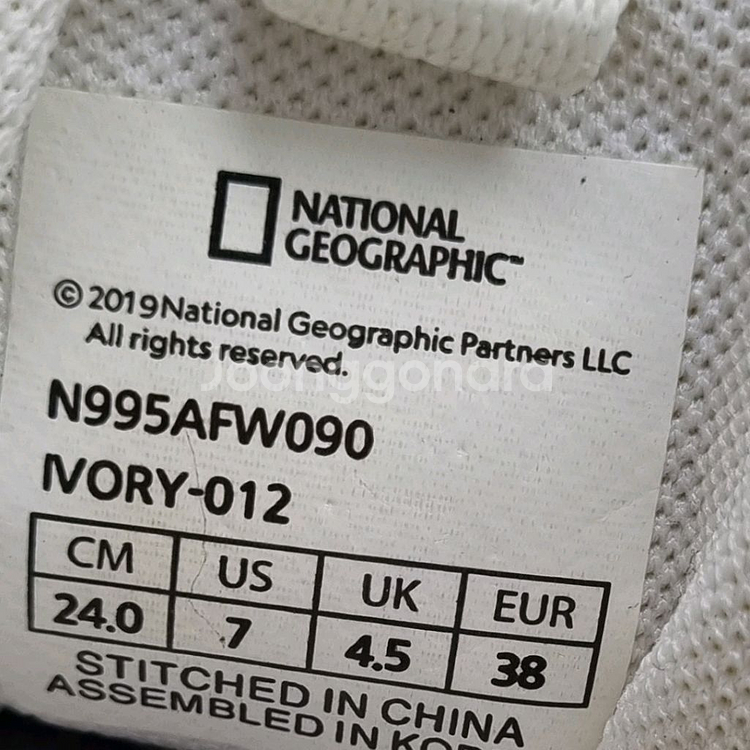 NATIONAL
GEOGRAPHIC™
© 2019 National Geographic Partners LLC
All rights reserved.
Joonggonara
N995AFW090
IVORY-012
CM US UK EUR
24.0 7 4.5 38
STITCHED IN CHINA
ASSEMBLED IN